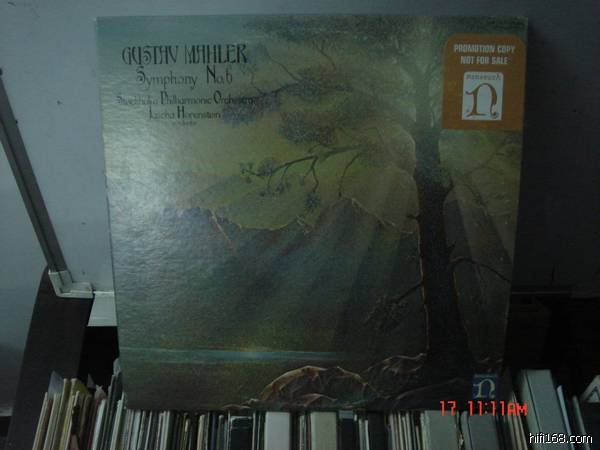 GUSTAV MAHLER
Symphony No.6
Stockholm Philharmonic Orchestra
Jascha Horenstein
conductor
PROMOTION COPY
NOT FOR SALE
nonesuch
n
n
17 11:11AM
hifi168.com